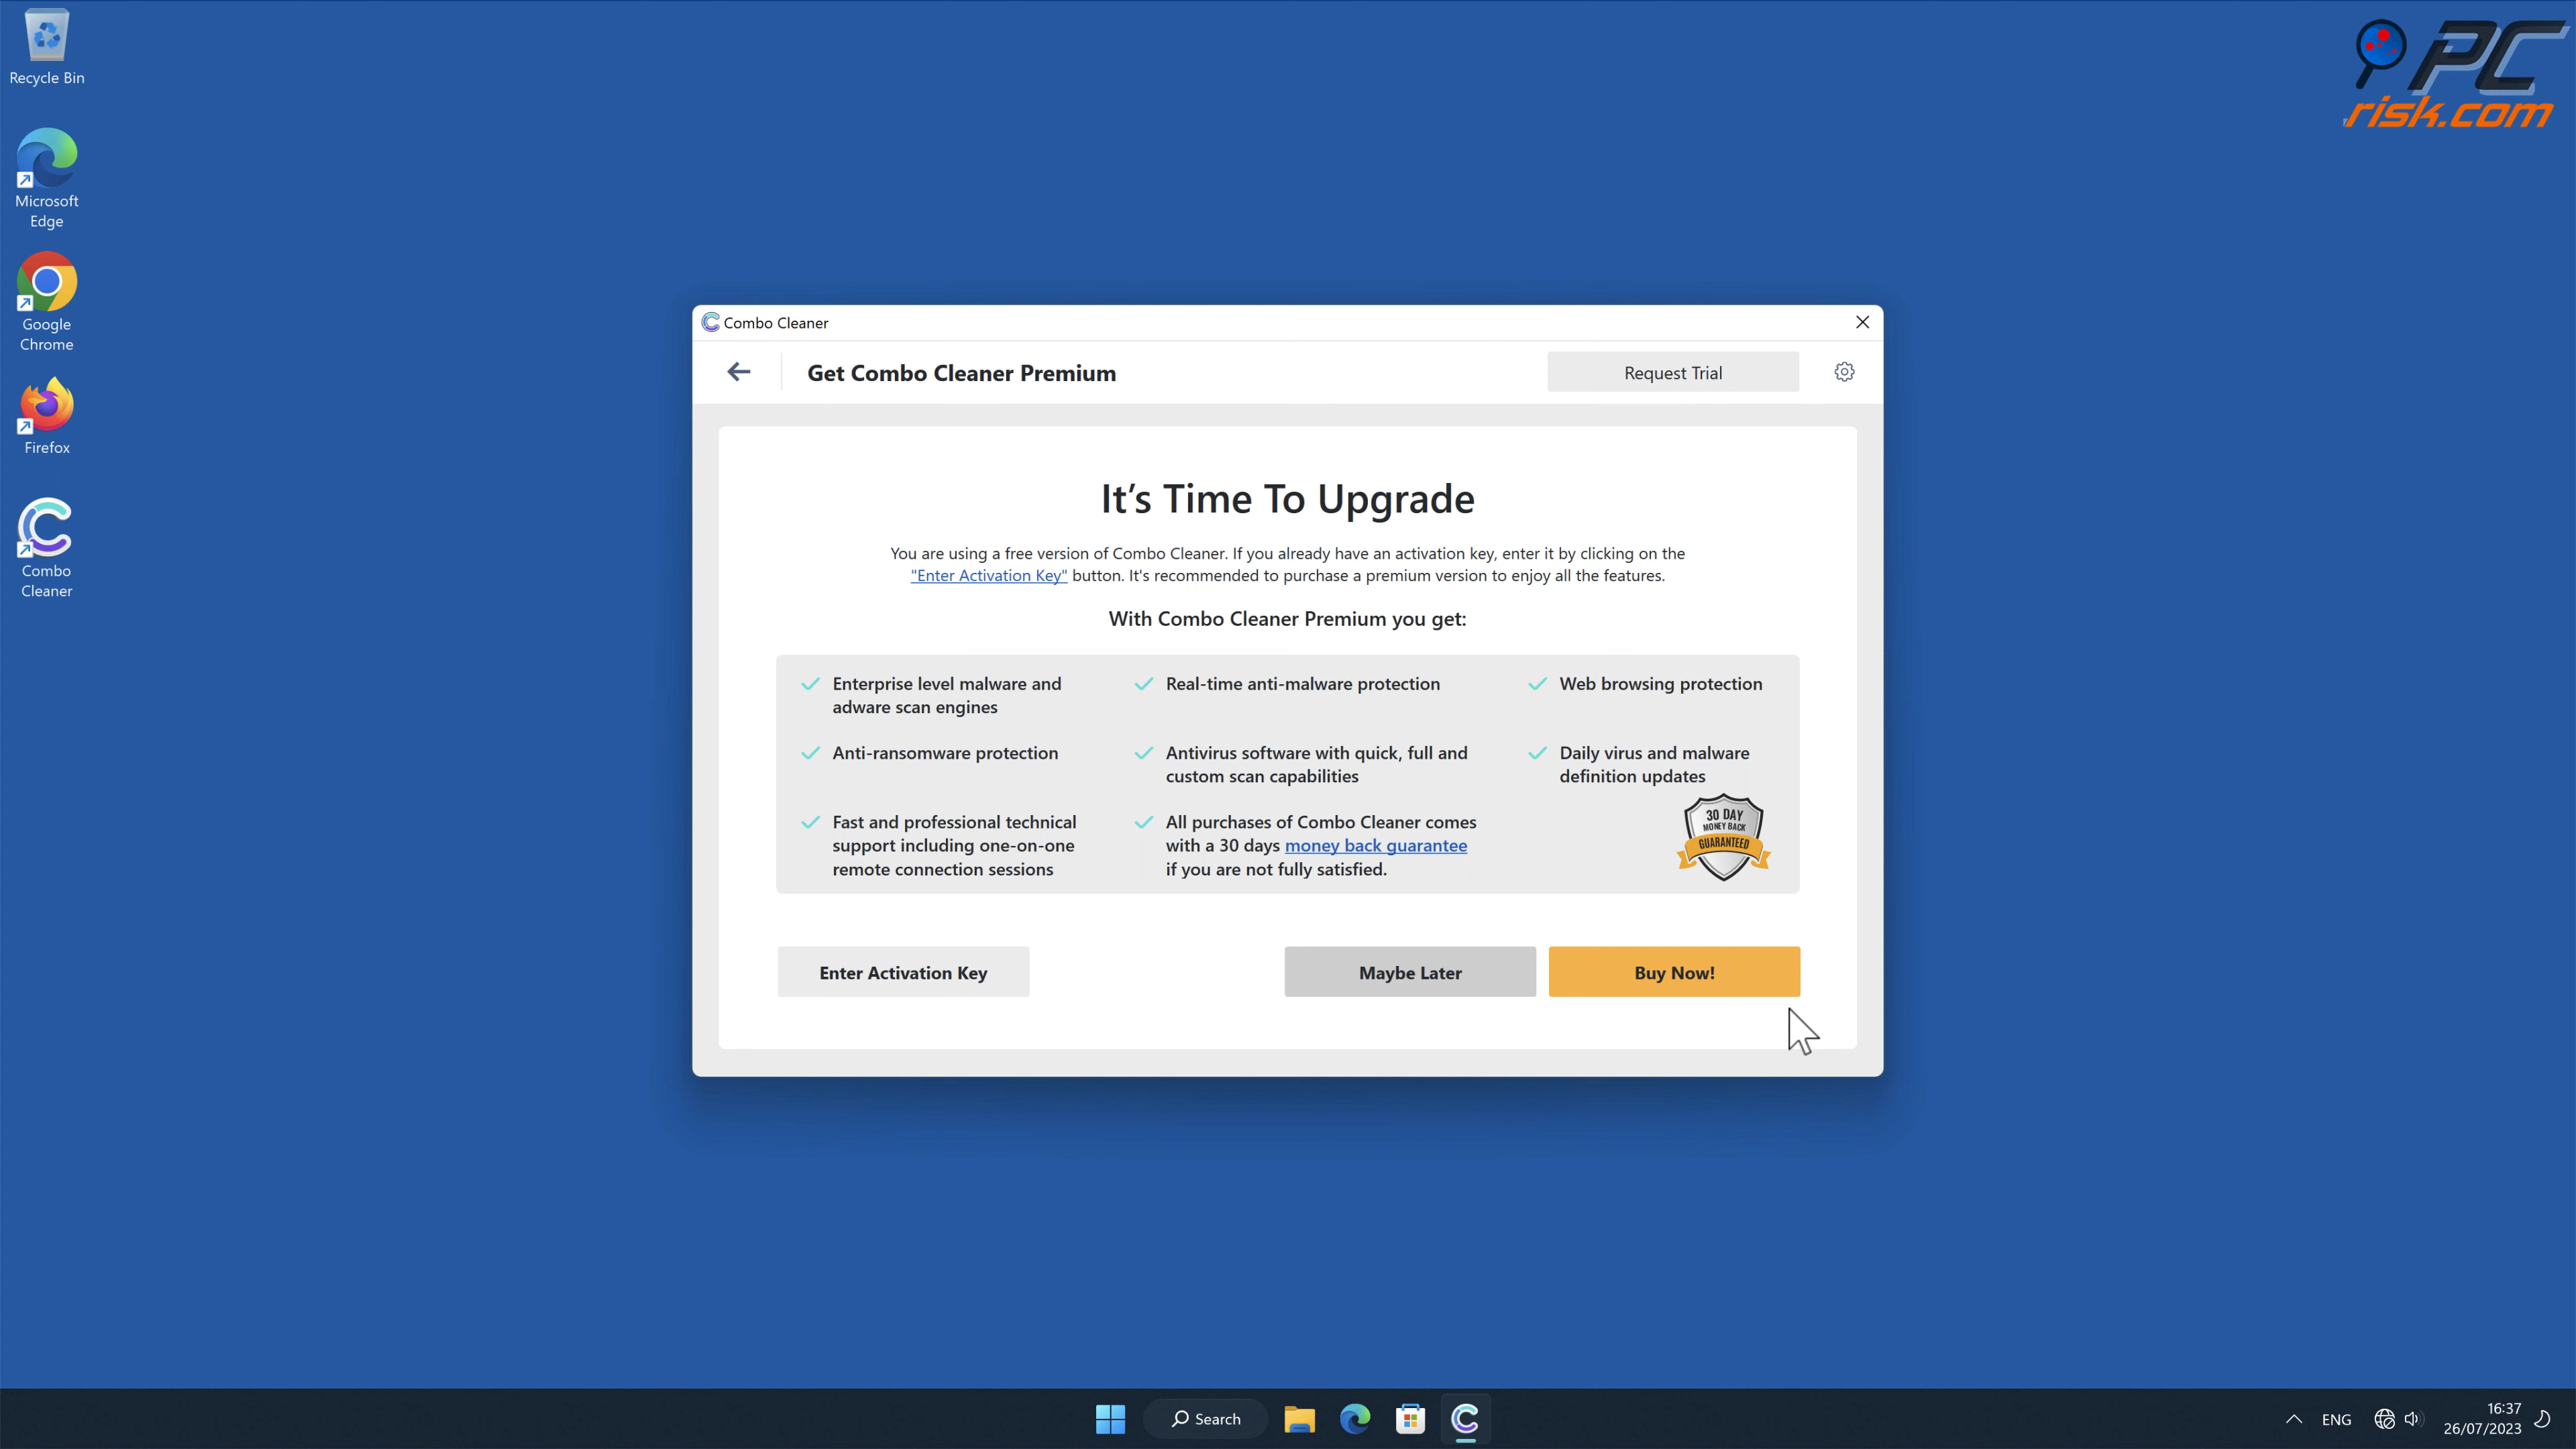 Recycle Bin
Microsoft
Edge
Google
Chrome
Firefox
Combo
Cleaner
PC
risk.com
Combo Cleaner
Get Combo Cleaner Premium
Request Trial
It’s Time To Upgrade
You are using a free version of Combo Cleaner. If you already have an activation key, enter it by clicking on the
"Enter Activation Key" button. It's recommended to purchase a premium version to enjoy all the features.
With Combo Cleaner Premium you get:
Enterprise level malware and
adware scan engines
Real-time anti-malware protection
Web browsing protection
Anti-ransomware protection
Antivirus software with quick, full and
custom scan capabilities
Daily virus and malware
definition updates
Fast and professional technical
support including one-on-one
remote connection sessions
All purchases of Combo Cleaner comes
with a 30 days money back guarantee
if you are not fully satisfied.
30 DAY
MONEY BACK
GUARANTEED
Enter Activation Key
Maybe Later
Buy Now!
Search
ENG
16:37
26/07/2023